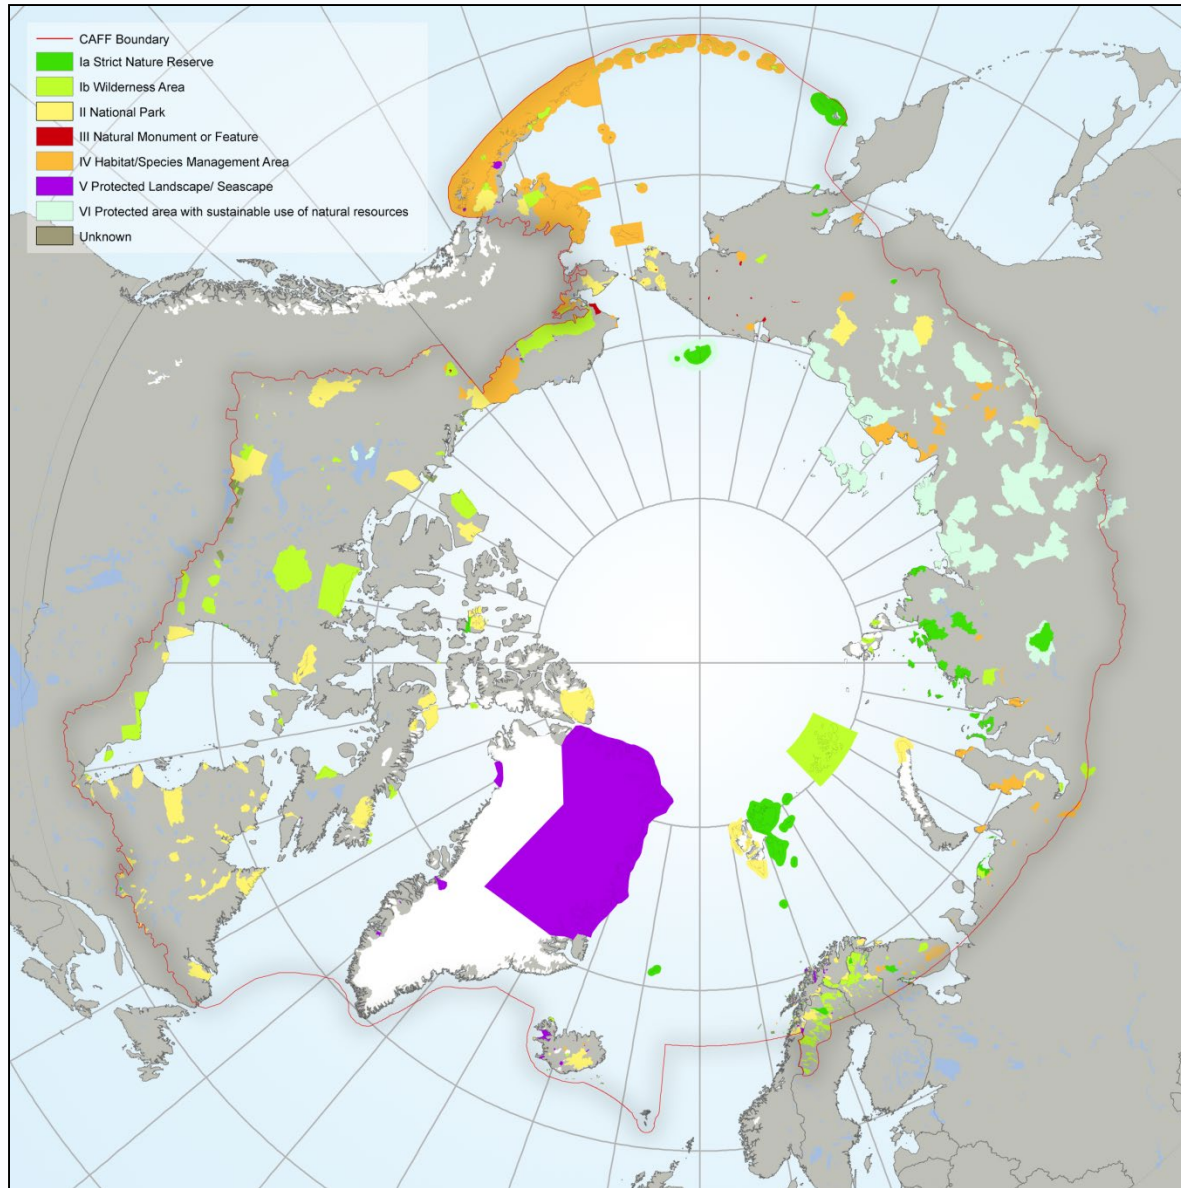 CAFF Boundary
Ia Strict Nature Reserve
Ib Wilderness Area
II National Park
III Natural Monument or Feature
IV Habitat/Species Management Area
V Protected Landscape/ Seascape
VI Protected area with sustainable use of natural resources
Unknown